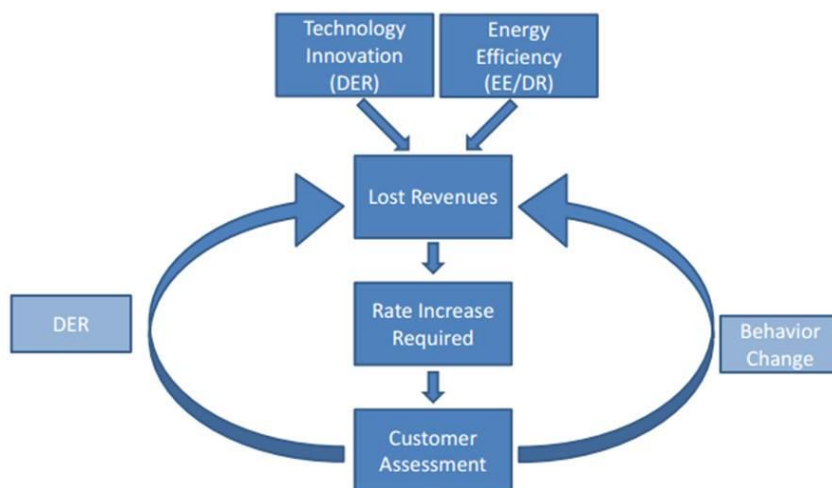 Technology
Innovation
(DER)
Energy
Efficiency
(EE/DR)
Lost Revenues
DER
Rate Increase
Required
Behavior
Change
Customer
Assessment